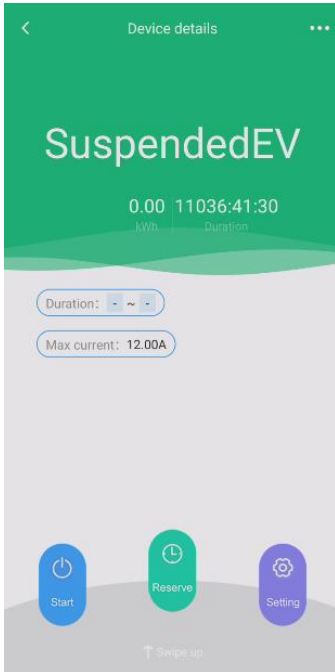 Device details
SuspendedEV
0.00 11036:41:30
kWh Duration
Duration: - ~ -
Max current: 12.00A
Start
Reserve
Setting
Swipe up